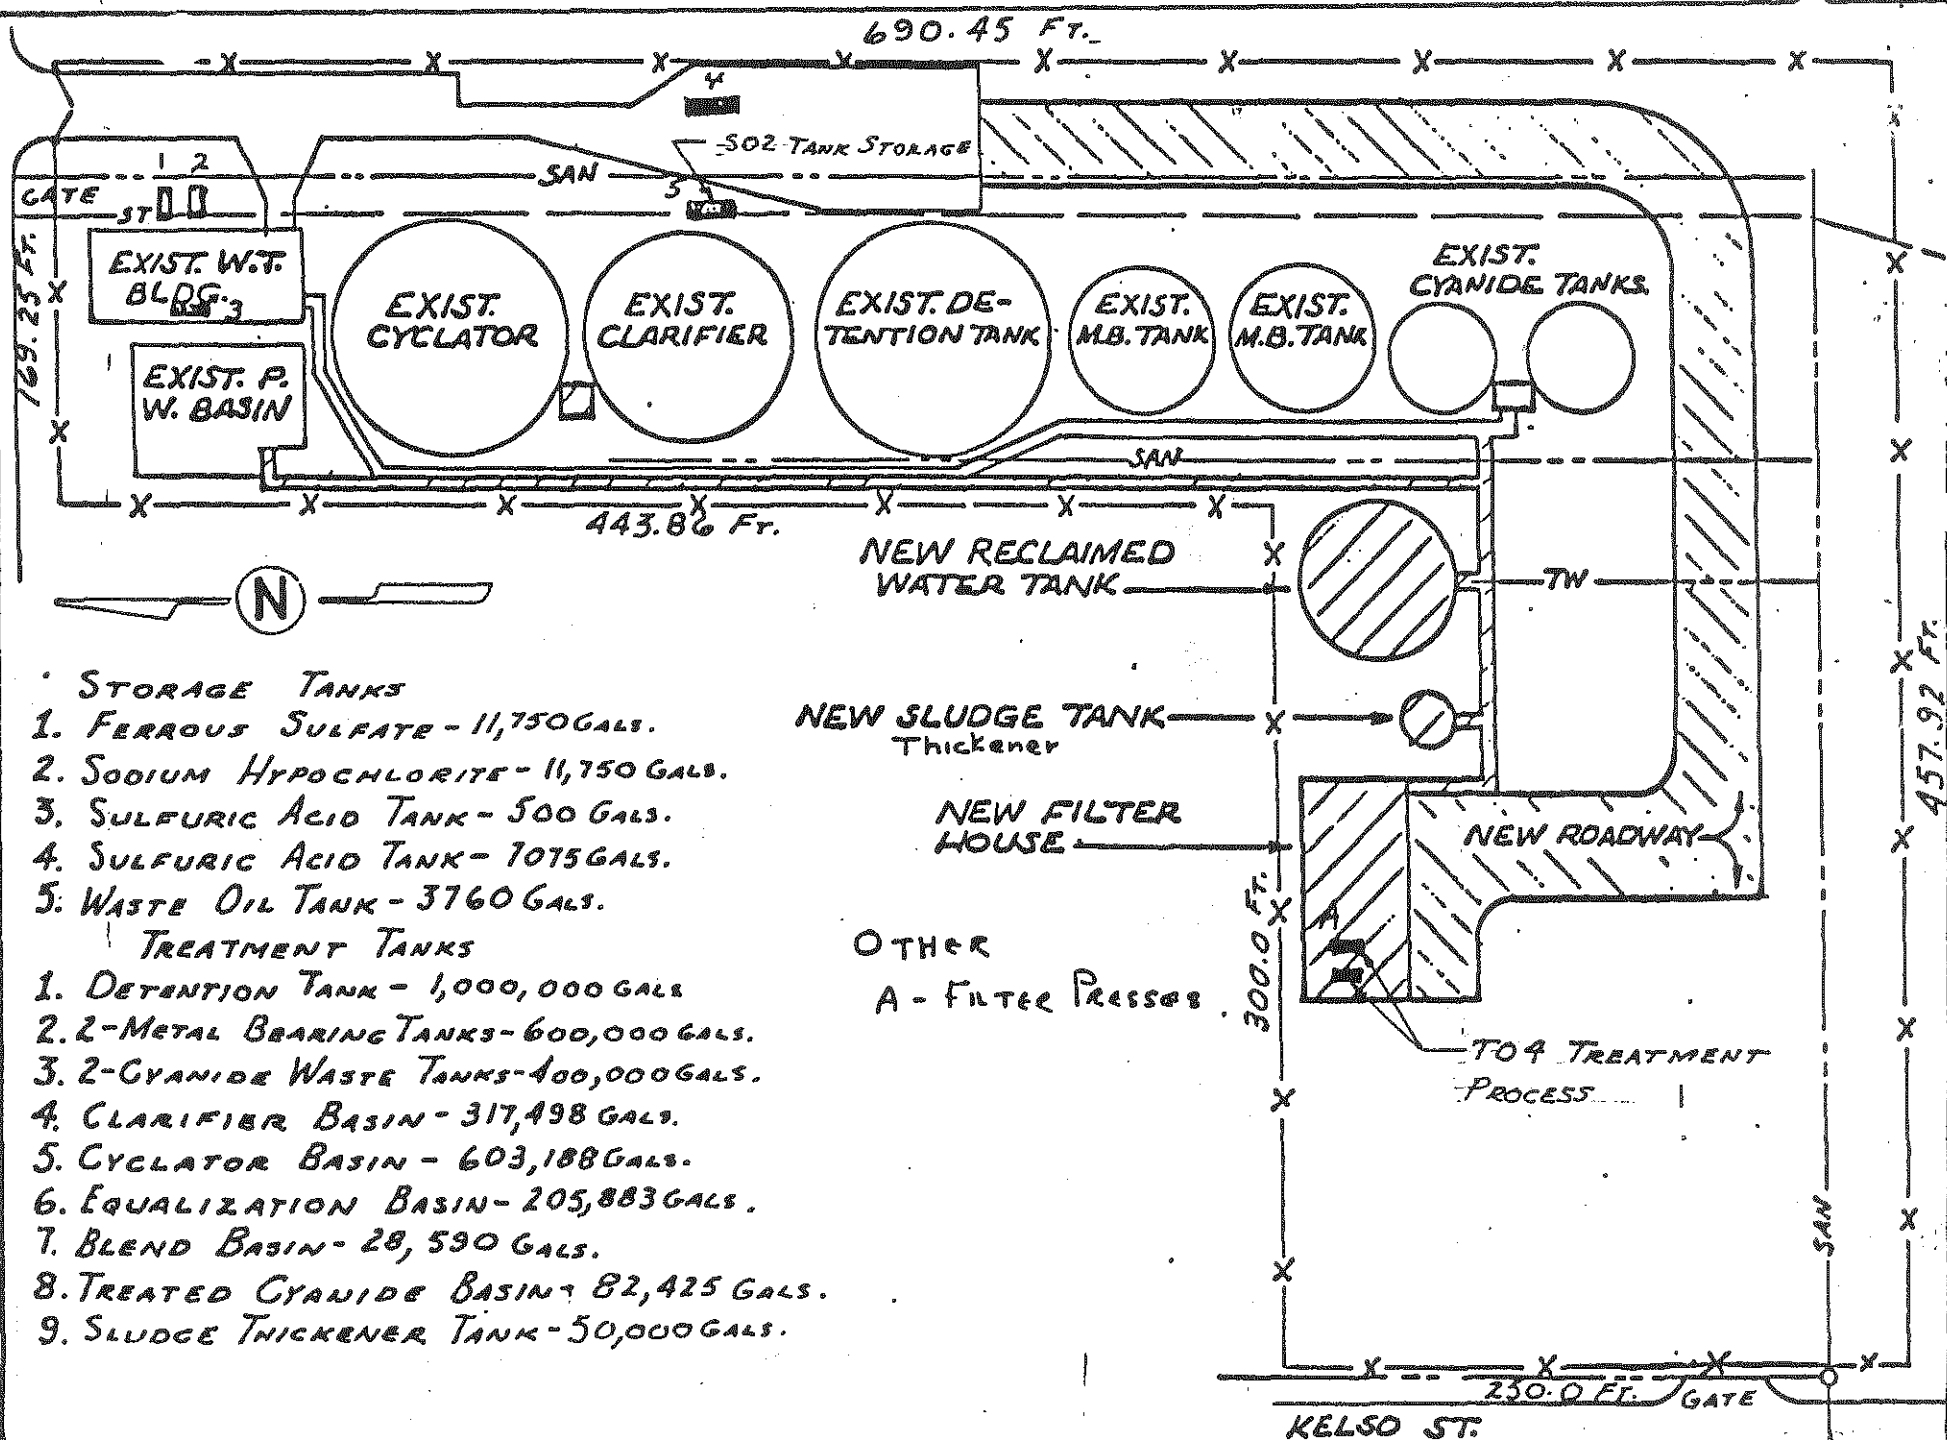 690.45 FT.
4
SO2 TANK STORAGE
1 2
SAN
GATE
ST
5
169.25 FT.
EXIST. W.T.
BLDG.
3
EXIST. P.
W. BASIN
EXIST.
CYCLATOR
EXIST.
CLARIFIER
EXIST. DE-
TENTION TANK
EXIST.
M.B. TANK
EXIST.
M.B. TANK
EXIST.
CYANIDE TANKS.
SAN
443.86 FT.
NEW RECLAIMED
WATER TANK
TW
N
457.92 FT.
STORAGE TANKS
1. FERROUS SULFATE - 11,750 GALS.
2. SODIUM HYPOCHLORITE - 11,750 GALS.
3. SULFURIC ACID TANK - 500 GALS.
4. SULFURIC ACID TANK - 7075 GALS.
5. WASTE OIL TANK - 3760 GALS.
TREATMENT TANKS
1. DETENTION TANK - 1,000,000 GALS
2. 2-METAL BEARING TANKS - 600,000 GALS.
3. 2-CYANIDE WASTE TANKS - 400,000 GALS.
4. CLARIFIER BASIN - 317,498 GALS.
5. CYCLATOR BASIN - 603,188 GALS.
6. EQUALIZATION BASIN - 205,883 GALS.
7. BLEND BASIN - 28,590 GALS.
8. TREATED CYANIDE BASIN - 82,425 GALS.
9. SLUDGE THICKENER TANK - 50,000 GALS.
NEW SLUDGE TANK
Thickener
NEW FILTER
HOUSE
NEW ROADWAY
300.0 FT.
A
OTHER
A - FILTER PRESSES
T04 TREATMENT
PROCESS
SAN
230.0 FT.
GATE
KELSO ST.